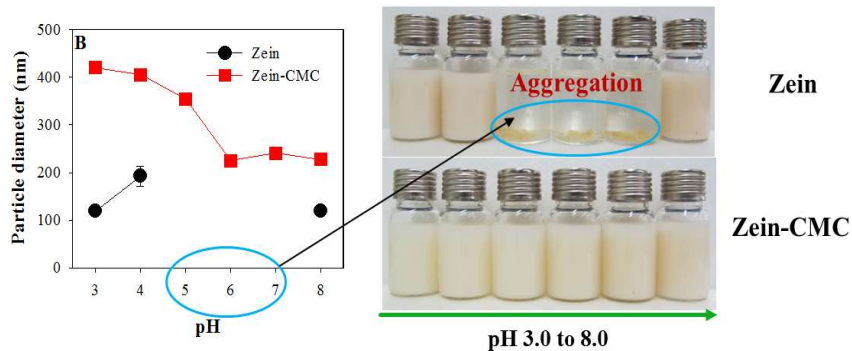 B
Zein
Zein-CMC
Particle diameter (nm)
500
400
300
200
100
0
3 4 5 6 7 8
pH
Aggregation
Zein
Zein-CMC
pH 3.0 to 8.0